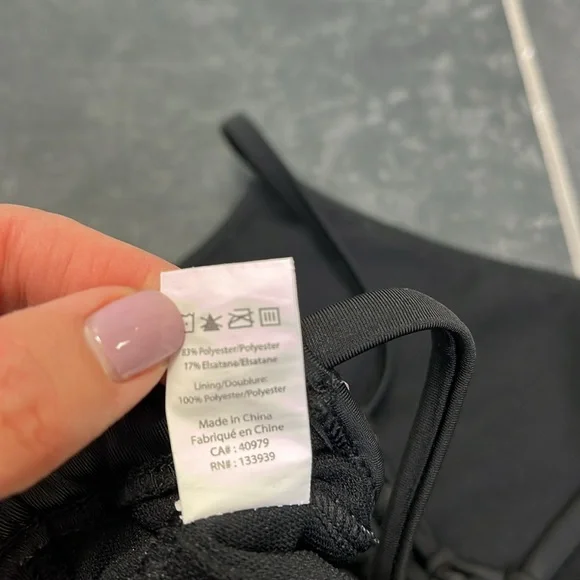 83% Polyester/Polyester
17% Elsatane/Elsatane
Lining/Doublure:
100% Polyester/Polyester
Made in China
Fabriqué en Chine
CA# : 40979
RN# : 133939